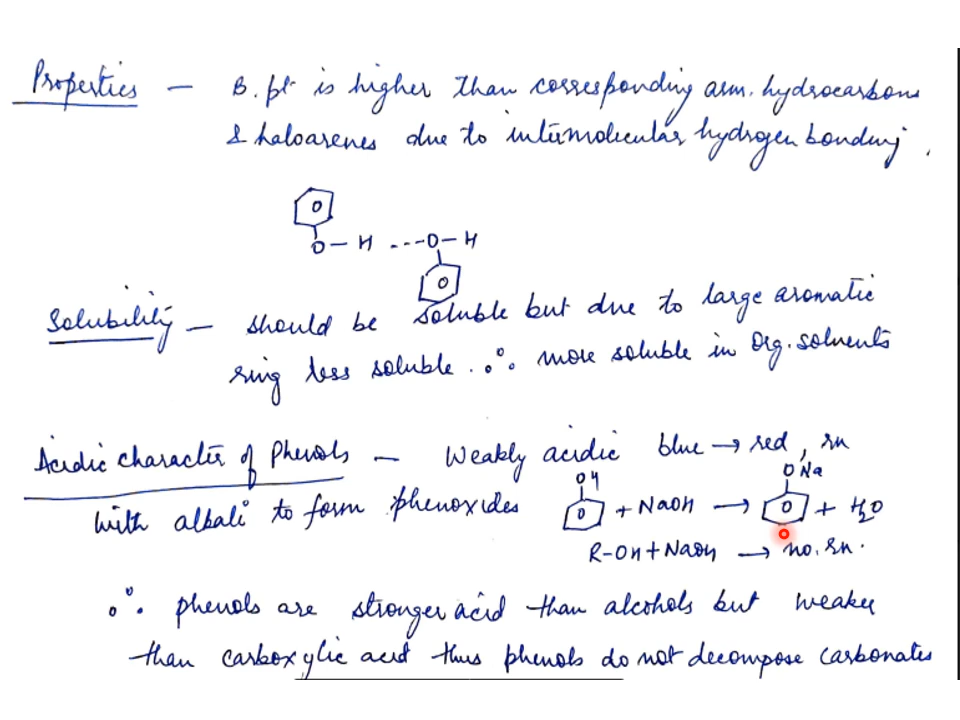 Properties — B.pt is higher than corresponding arm. hydrocarbons
& haloarenes due to intermolecular hydrogen bonding.
O—H ---O—H
Solubility — should be soluble but due to large aromatic
ring less soluble. ∴ more soluble in Org. solvents
Acidic character of Phenols — Weakly acidic blue → red, rn
OH ONa
with alkali to form phenoxides + NaOH → + H2O
R-OH + NaOH → no. rn.
∴ phenols are stronger acid than alcohols but weaker
than carboxylic acid thus phenols do not decompose carbonates